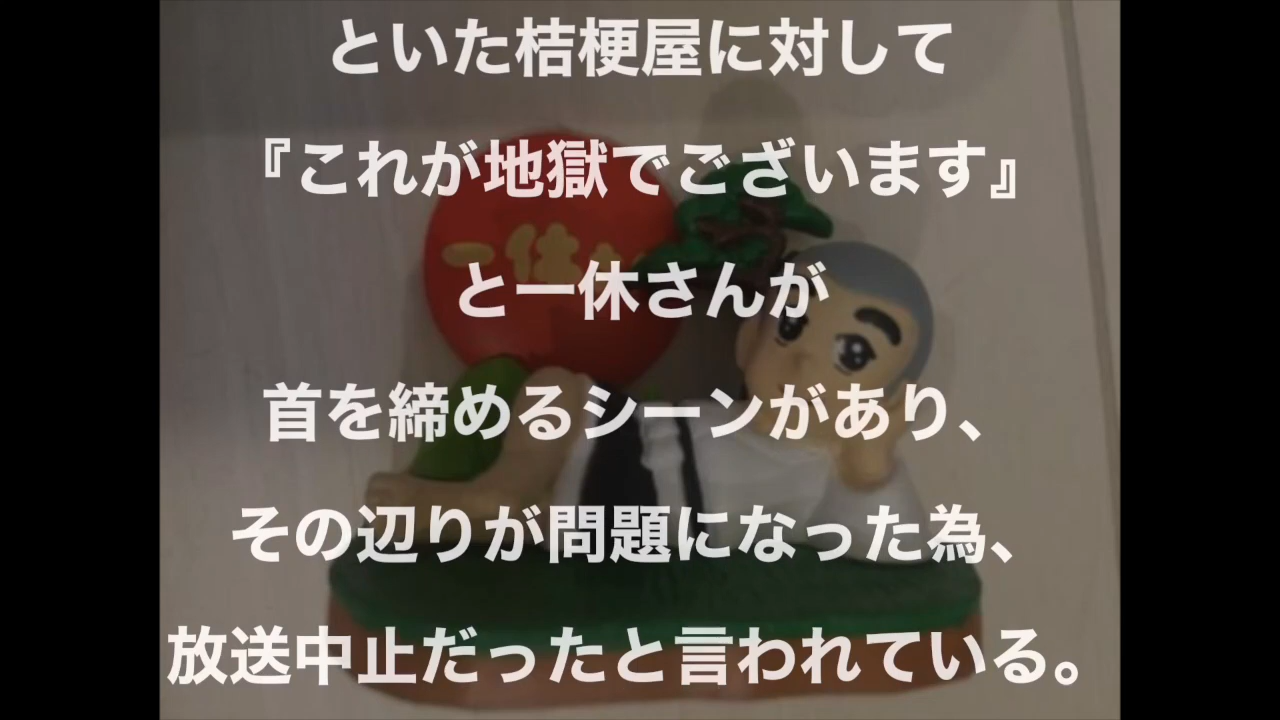 といた桔梗屋に対して
『これが地獄でございます』
と一休さんが
首を締めるシーンがあり、
その辺りが問題になった為、
放送中止だったと言われている。
一休